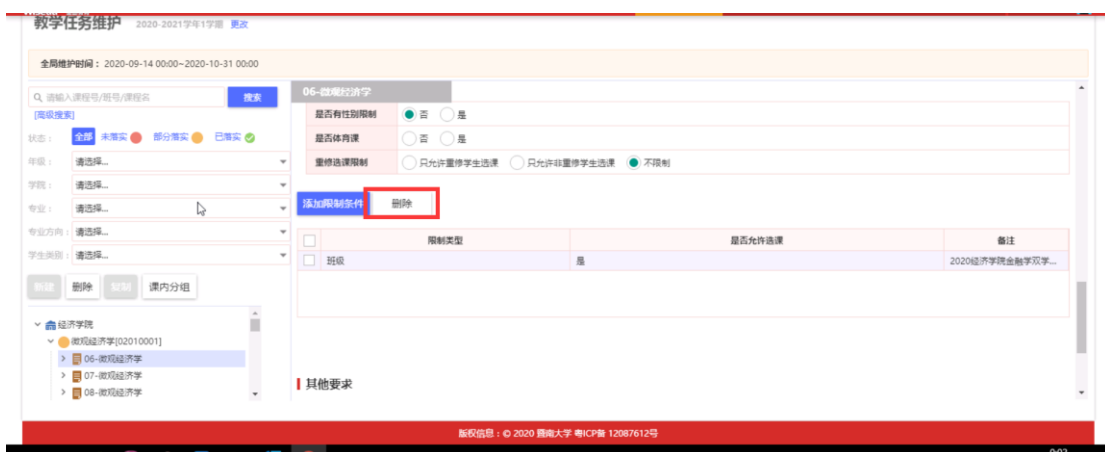 教学任务维护 2020-2021学年1学期 更改
全局维护时间： 2020-09-14 00:00~2020-10-31 00:00
请输入课程号/班号/课程名 搜索
[高级搜索]
状态： 全部 未落实 部分落实 已落实
年级： 请选择...
学院： 请选择...
专业： 请选择...
专业方向： 请选择...
学生类别： 请选择...
新建 删除 复制 课内分组
经济学院
微观经济学[02010001]
06-微观经济学
07-微观经济学
08-微观经济学
06-微观经济学
是否有性别限制 否 是
是否体育课 否 是
重修选课限制 只允许重修学生选课 只允许非重修学生选课 不限制
添加限制条件 删除
限制类型 是否允许选课 备注
班级 是 2020经济学院金融学双学...
其他要求
版权信息：© 2020 暨南大学 粤ICP备 12087612号